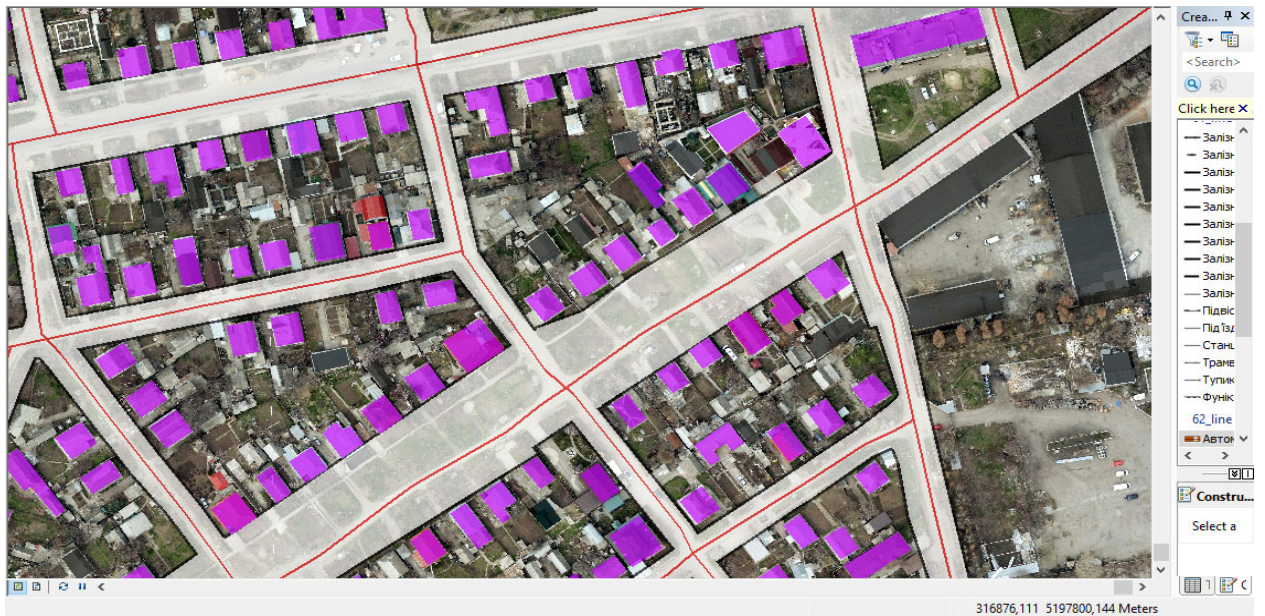 Crea...
<Search>
Click here
Залізн
Залізн
Залізн
Залізн
Залізн
Залізн
Залізн
Залізн
Залізн
Залізн
Підвіс
Під'їзд
Станц
Трамв
Тупик
Фунік
62_line
Автом
Constru...
Select a
316876,111 5197800,144 Meters